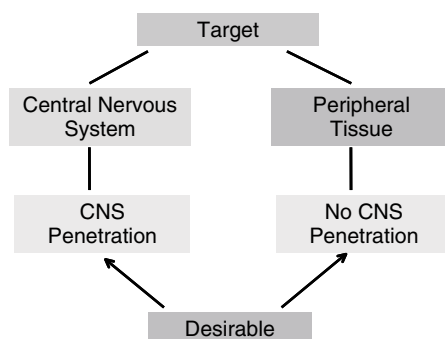 Target
Central Nervous
System
Peripheral
Tissue
CNS
Penetration
No CNS
Penetration
Desirable